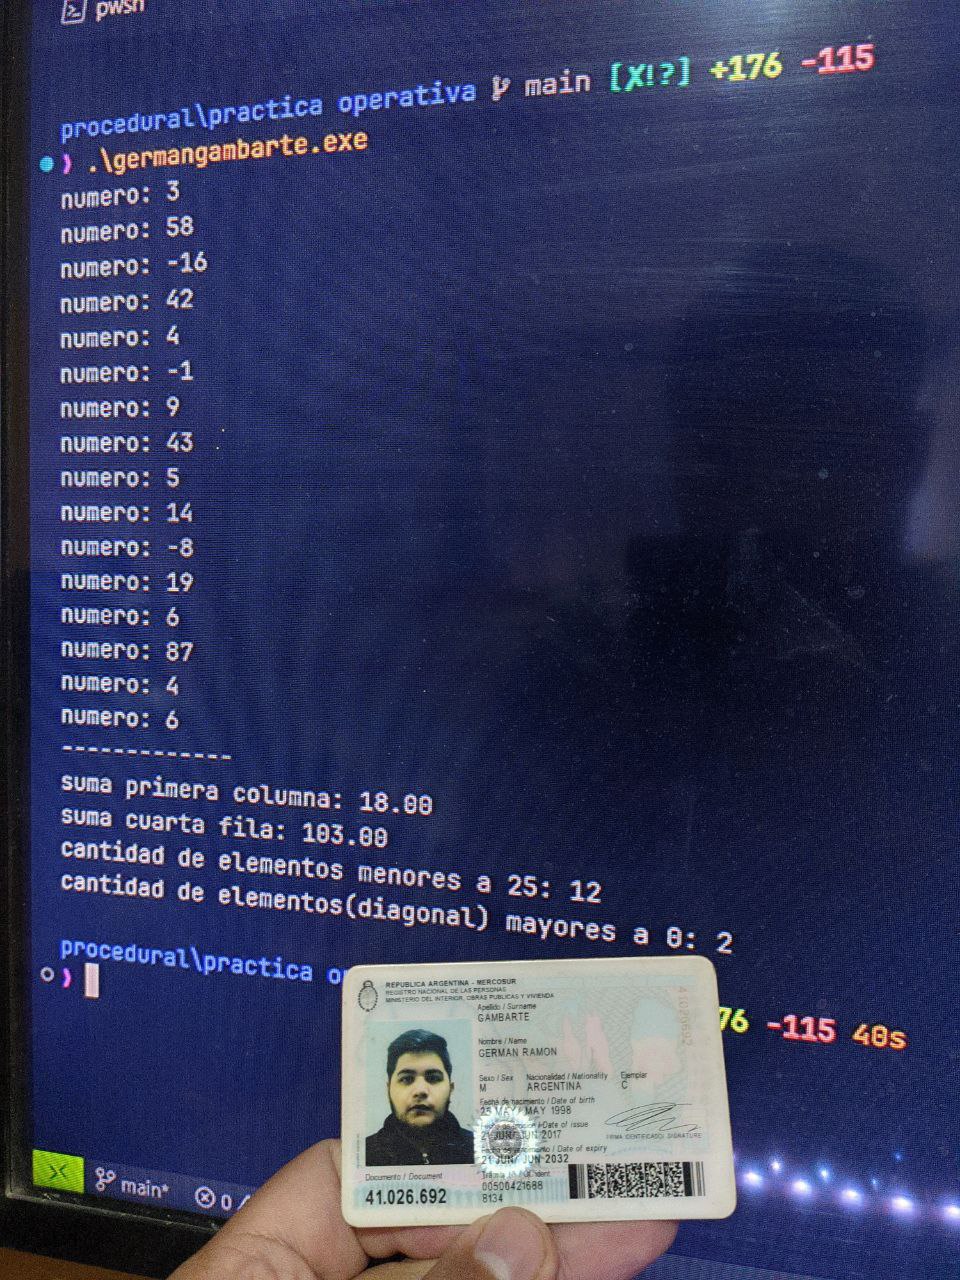 pwsh
procedural\practica operativa main [X!?] +176 -115
❯ .\germangambarte.exe
numero: 3
numero: 58
numero: -16
numero: 42
numero: 4
numero: -1
numero: 9
numero: 43
numero: 5
numero: 14
numero: -8
numero: 19
numero: 6
numero: 87
numero: 4
numero: 6
-------------
suma primera columna: 18.00
suma cuarta fila: 103.00
cantidad de elementos menores a 25: 12
cantidad de elementos(diagonal) mayores a 0: 2
procedural\practica 76 -115 40s
❯
REPUBLICA ARGENTINA - MERCOSUR
REGISTRO NACIONAL DE LAS PERSONAS
MINISTERIO DEL INTERIOR, OBRAS PUBLICAS Y VIVIENDA
Apellido / Surname
GAMBARTE
Nombre / Name
GERMAN RAMON
Sexo / Sex Nacionalidad / Nationality Ejemplar
M ARGENTINA C
Fecha de nacimiento / Date of birth
25 MAY/ MAY 1998
Date of issue
21 JUN/ JUN 2017
Date of expiry
21 JUN/ JUN 2032
FIRMA IDENTIFICADO/ SIGNATURE
Documento / Document
41.026.692
00500421688
8134
main* 0